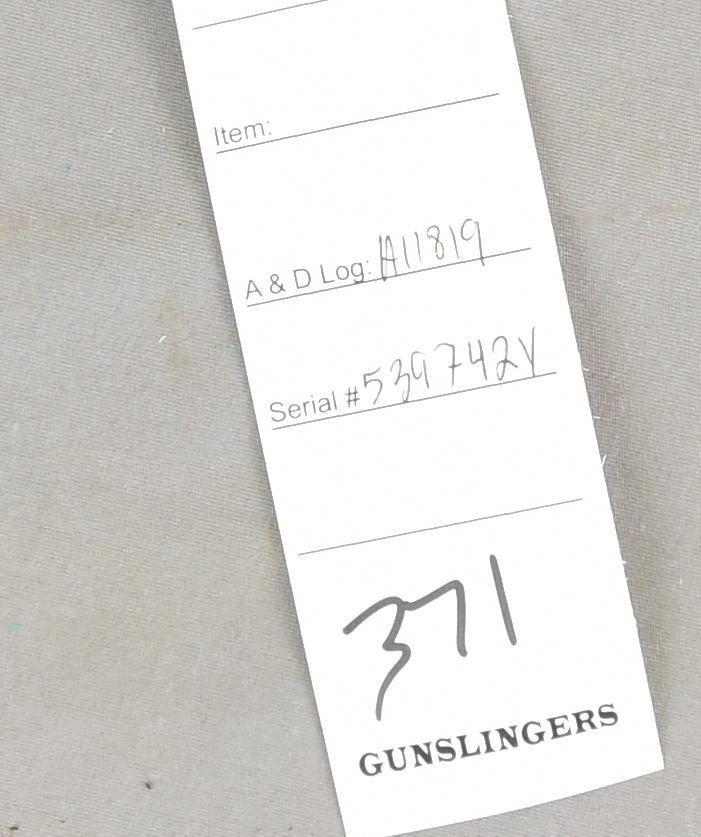 Item:
A & D Log: A11819
Serial # 539742V
371
GUNSLINGERS